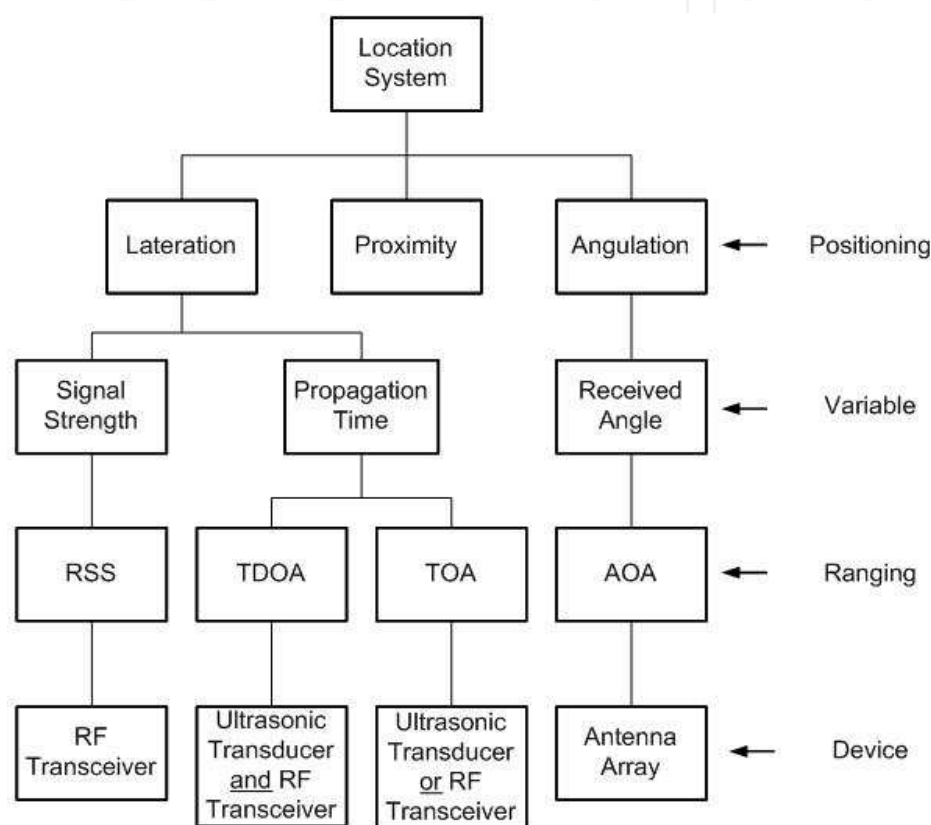 Location
System
Lateration
Proximity
Angulation
Positioning
Signal
Strength
Propagation
Time
Received
Angle
Variable
RSS
TDOA
TOA
AOA
Ranging
RF
Transceiver
Ultrasonic
Transducer
and RF
Transceiver
Ultrasonic
Transducer
or RF
Transceiver
Antenna
Array
Device